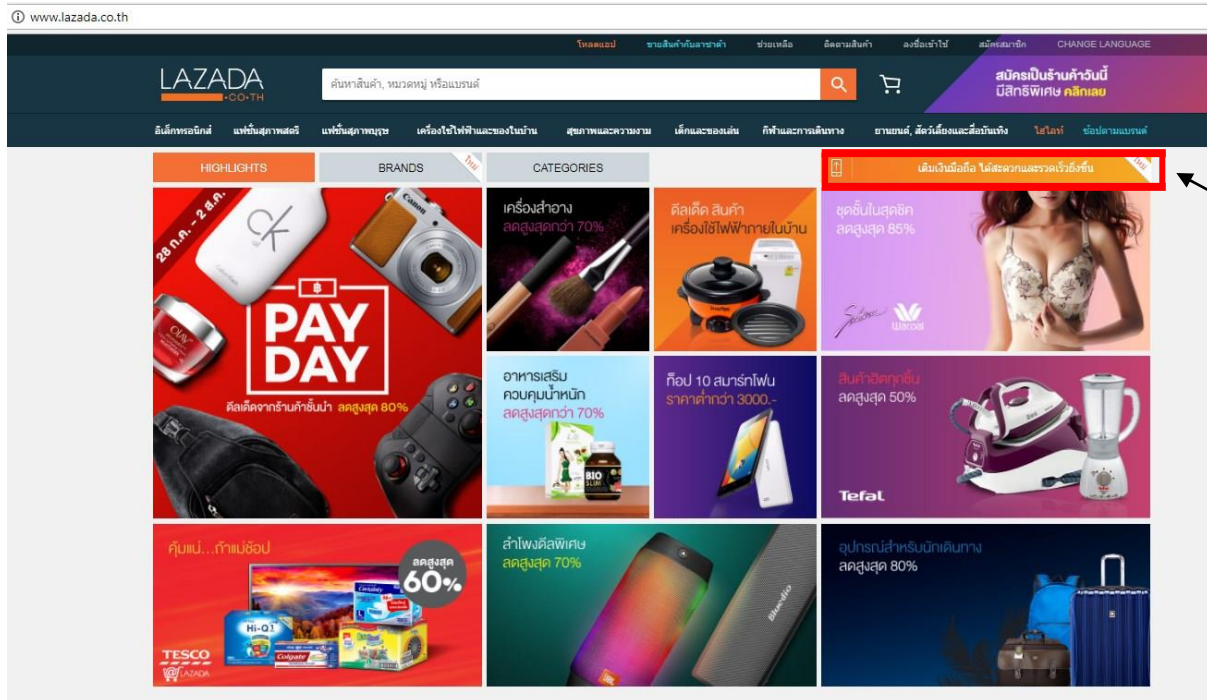 www.lazada.co.th
โหลดแอป ขายสินค้ากับลาซาด้า ช่วยเหลือ ติดตามสินค้า ลงชื่อเข้าใช้ สมัครสมาชิก CHANGE LANGUAGE
LAZADA
.CO.TH
ค้นหาสินค้า, หมวดหมู่ หรือแบรนด์
สมัครเป็นร้านค้าวันนี้
มีสิทธิพิเศษ คลิกเลย
อิเล็กทรอนิกส์ แฟชั่นสุภาพสตรี แฟชั่นสุภาพบุรุษ เครื่องใช้ไฟฟ้าและของในบ้าน สุขภาพและความงาม เด็กและของเล่น กีฬาและการเดินทาง ยานยนต์, สัตว์เลี้ยงและสื่อบันเทิง ไฮไลท์ ช้อปตามแบรนด์
HIGHLIGHTS BRANDS ใหม่ CATEGORIES
เติมเงินมือถือ ได้สะดวกและรวดเร็วยิ่งขึ้น ใหม่
28 ก.ค. - 2 ส.ค.
CK
Canon
OLAY
฿
PAY
DAY
ดีลเด็ดจากร้านค้าชั้นนำ ลดสูงสุด 80%
เครื่องสำอาง
ลดสูงสุดกว่า 70%
ดีลเด็ด สินค้า
เครื่องใช้ไฟฟ้าภายในบ้าน
ชุดชั้นในสุดชิค
ลดสูงสุด 85%
Sabina
Wacoal
อาหารเสริม
ควบคุมน้ำหนัก
ลดสูงสุดกว่า 70%
BIO
SLIM
ท็อป 10 สมาร์ทโฟน
ราคาต่ำกว่า 3000.-
สินค้าฮิตทุกชิ้น
ลดสูงสุด 50%
Tefal
คุ้มแน่...ถ้าแม่ช้อป
ลดสูงสุด
60%
Certainty
Hi-Q1
Colgate
TESCO
LAZADA
ลำโพงดีลพิเศษ
ลดสูงสุด 70%
JBL
Bluedio
อุปกรณ์สำหรับนักเดินทาง
ลดสูงสุด 80%